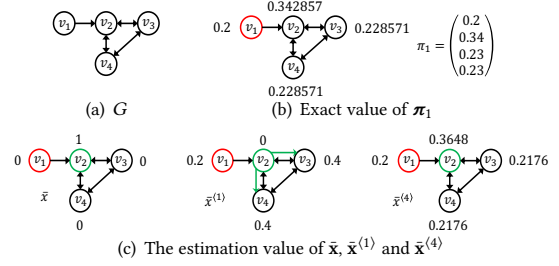 v₁ v₂ v₃
v₄
(a) G
0.342857
0.2 v₁ v₂ v₃ 0.228571
v₄
0.228571
π₁ = (0.2
0.34
0.23
0.23)
(b) Exact value of π₁
1
0 v₁ v₂ v₃ 0
x̄ v₄
0
0
0.2 v₁ v₂ v₃ 0.4
x̄⁽¹⁾ v₄
0.4
0.3648
0.2 v₁ v₂ v₃ 0.2176
x̄⁽⁴⁾ v₄
0.2176
(c) The estimation value of x̄, x̄⟨1⟩ and x̄⟨4⟩